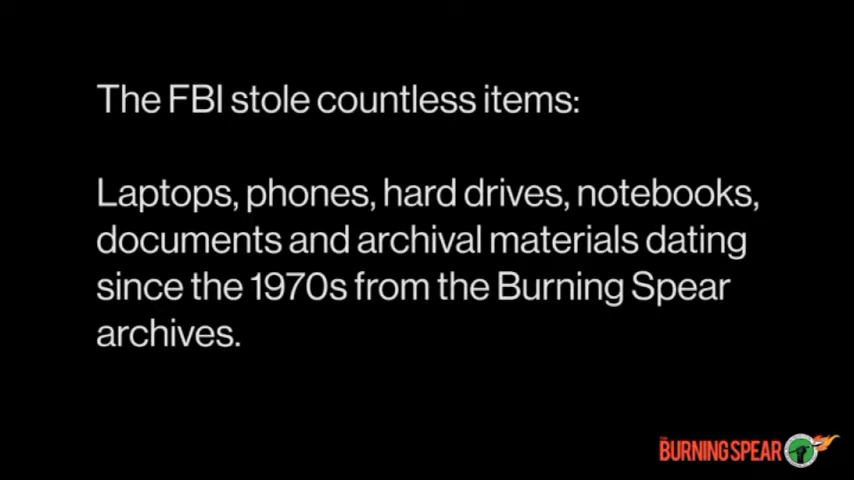 The FBI stole countless items:
Laptops, phones, hard drives, notebooks,
documents and archival materials dating
since the 1970s from the Burning Spear
archives.
THE BURNING SPEAR